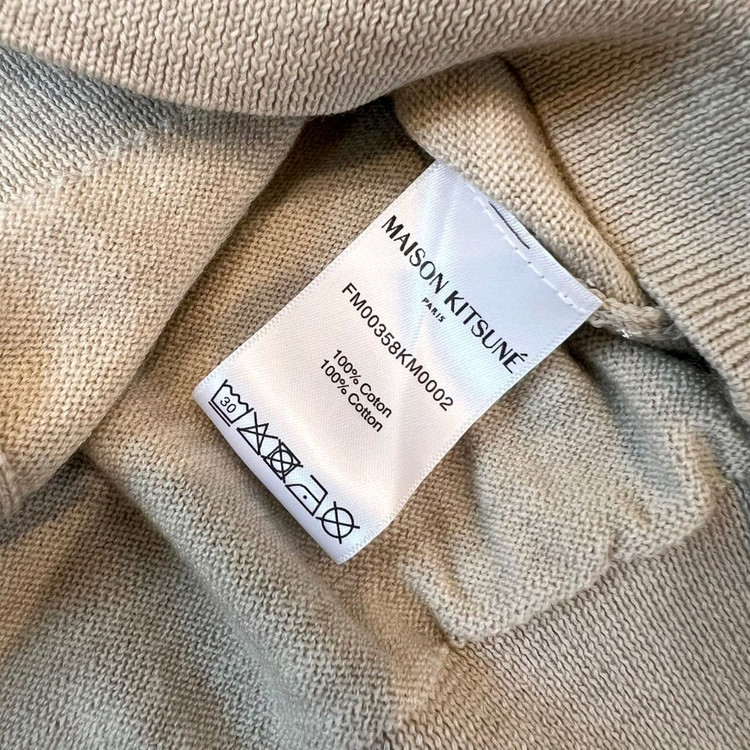 MAISON KITSUNÉ
PARIS
FM00358KM0002
100% Coton
100% Cotton
30